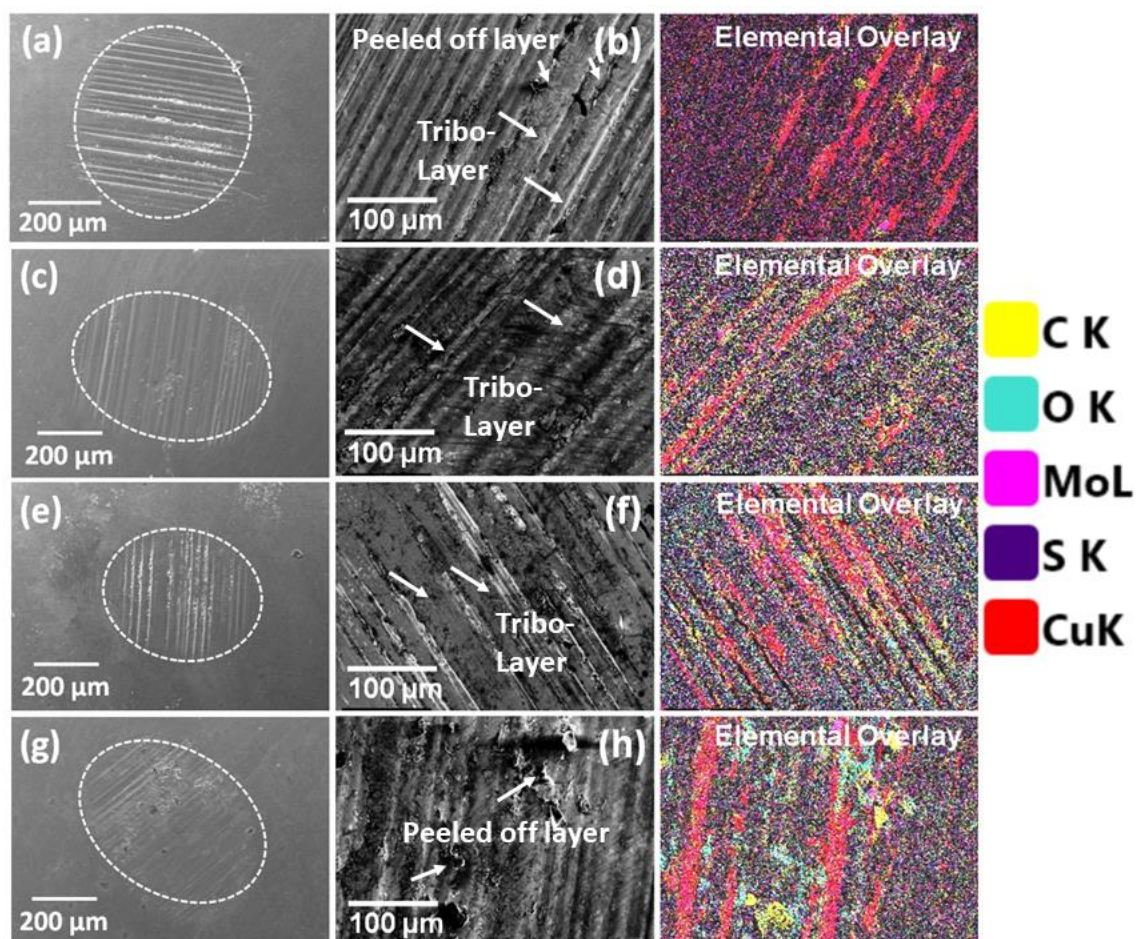 (a)
200 µm
Peeled off layer
(b)
Tribo-
Layer
100 µm
Elemental Overlay
(c)
200 µm
(d)
Tribo-
Layer
100 µm
Elemental Overlay
(e)
200 µm
(f)
Tribo-
Layer
100 µm
Elemental Overlay
(g)
200 µm
(h)
Peeled off layer
100 µm
Elemental Overlay
C K
O K
MoL
S K
CuK